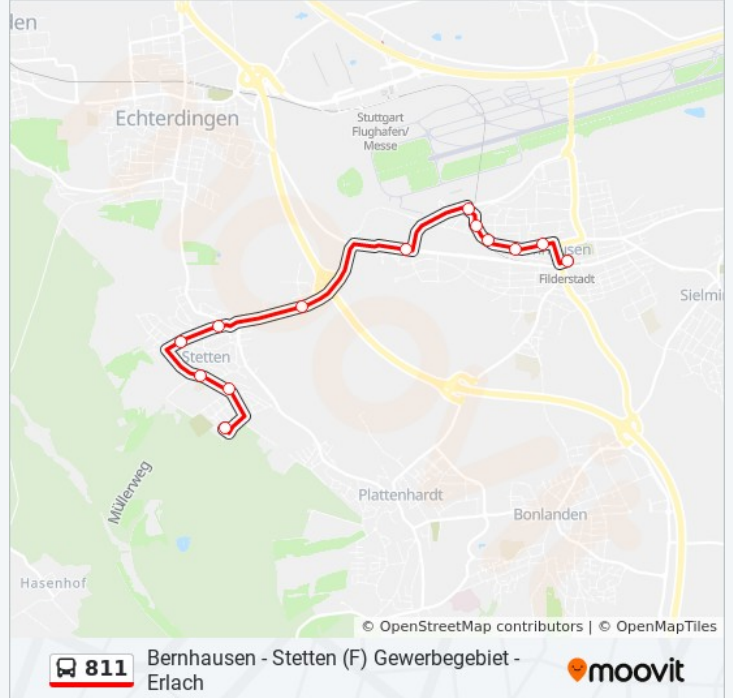 len
Echterdingen
Stuttgart
Flughafen/
Messe
usen
Filderstadt
Sielmi
Stetten
Müllerweg
Plattenhardt
Bonlanden
Hasenhof
© OpenStreetMap contributors | © OpenMapTiles
811
Bernhausen - Stetten (F) Gewerbegebiet -
Erlach
moovit